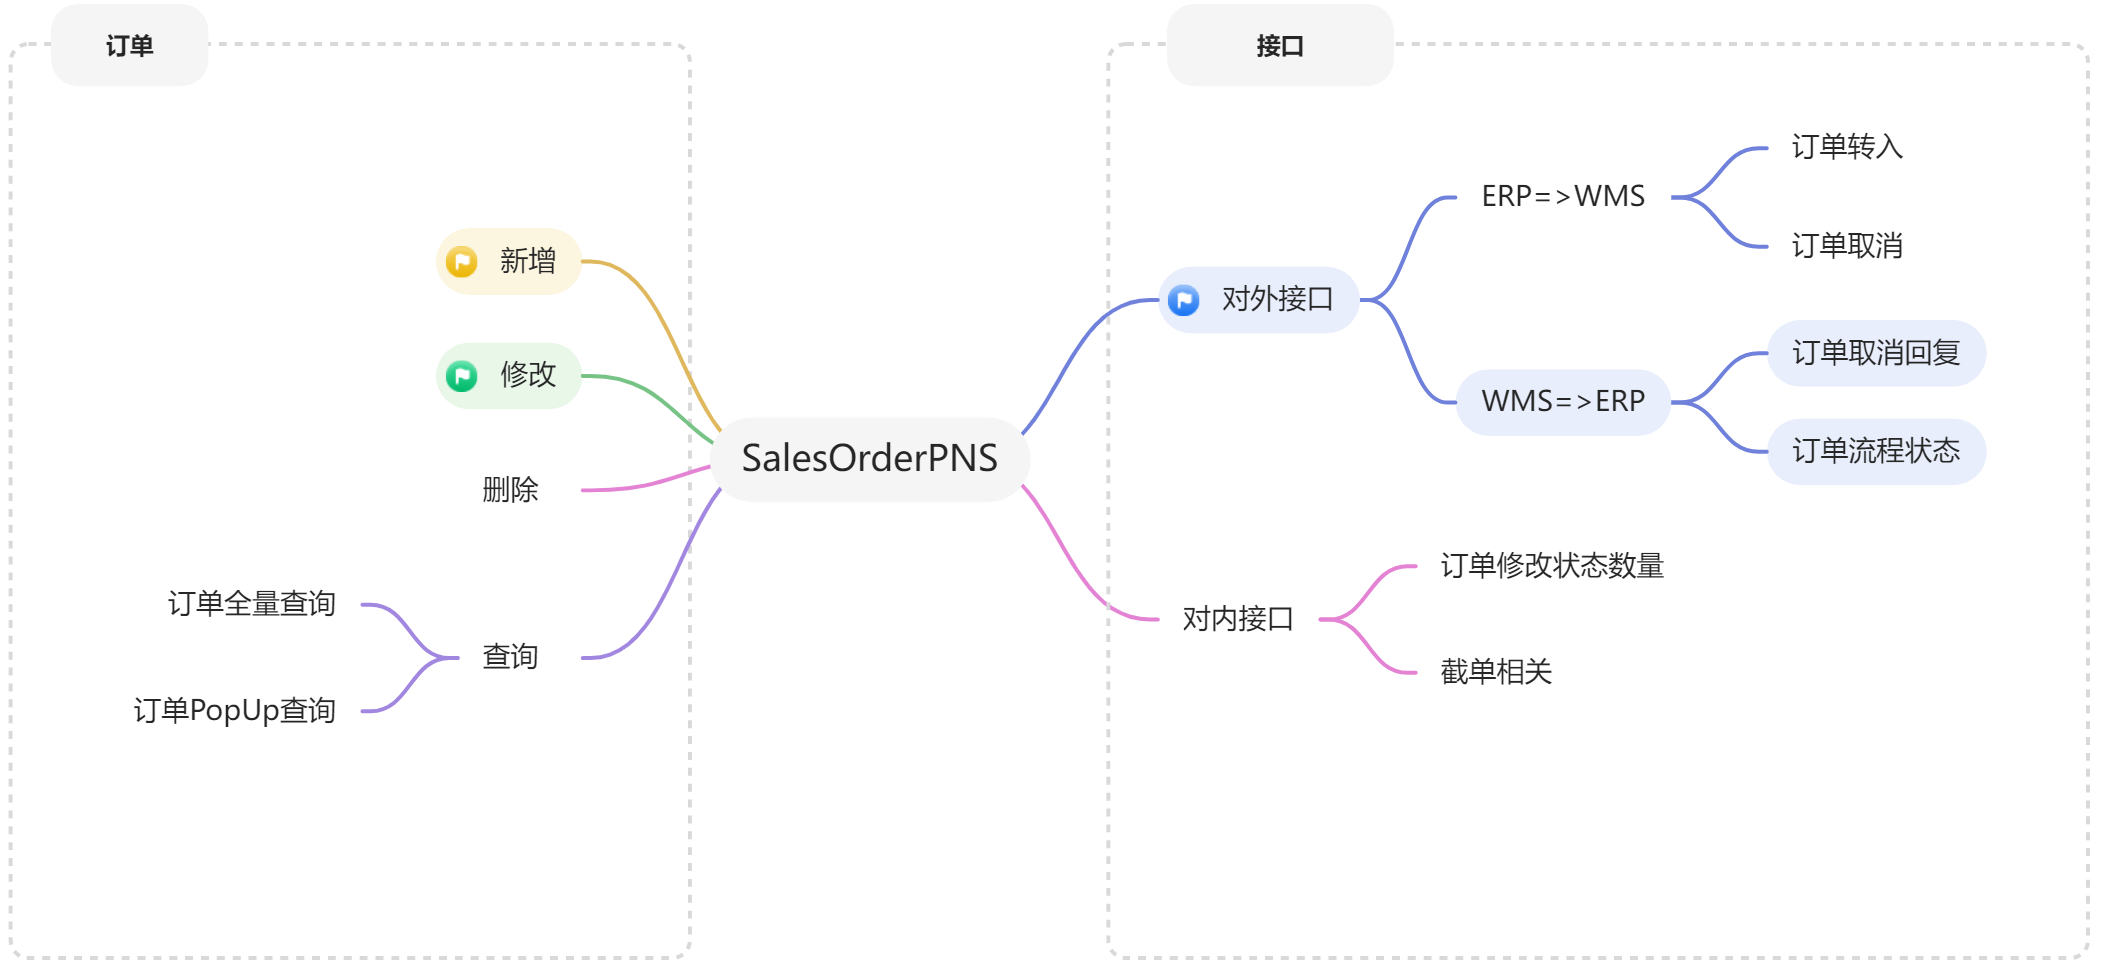 订单
新增
修改
删除
查询
订单全量查询
订单PopUp查询
SalesOrderPNS
接口
对外接口
ERP=>WMS
订单转入
订单取消
WMS=>ERP
订单取消回复
订单流程状态
对内接口
订单修改状态数量
截单相关